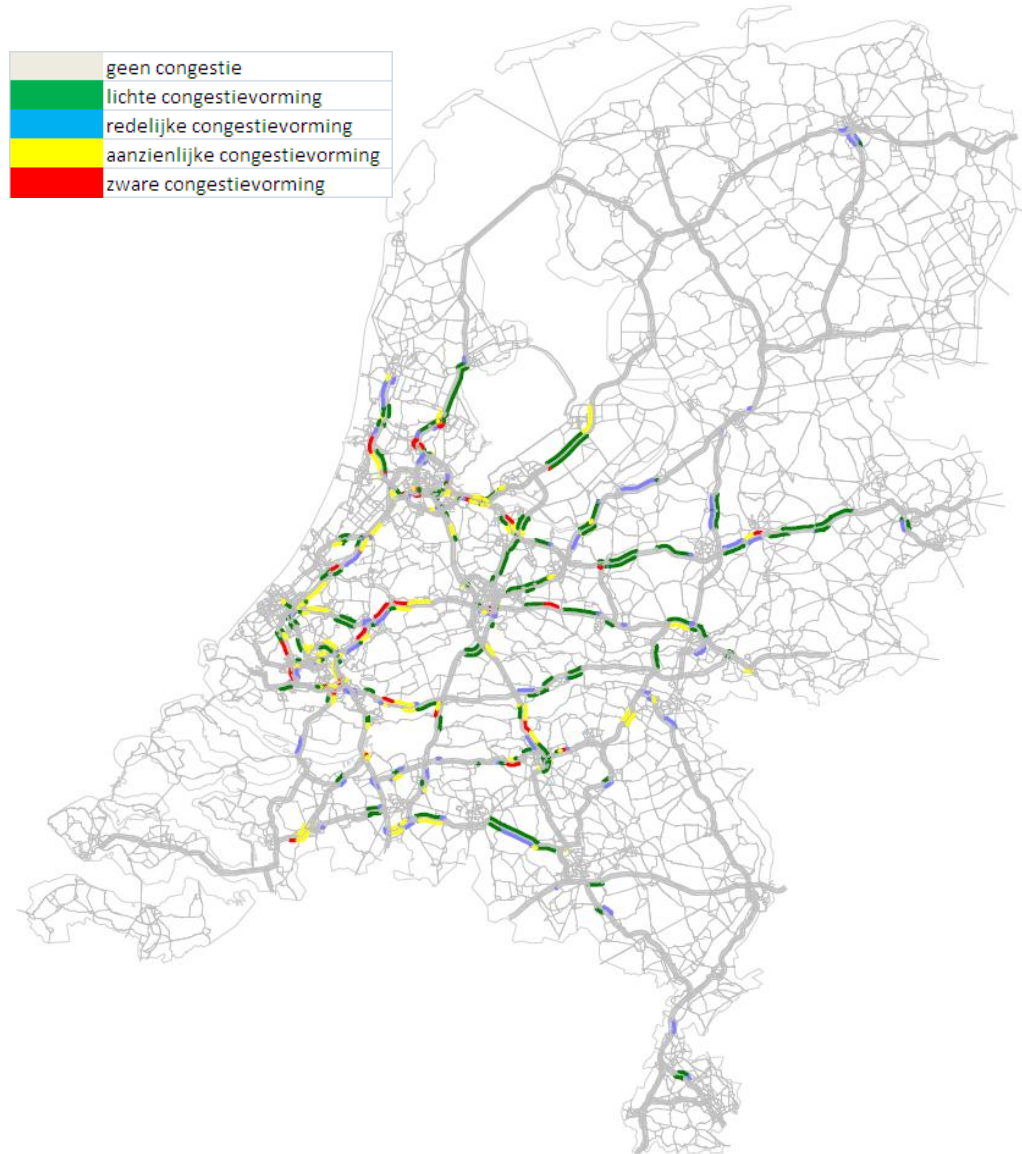 geen congestie
lichte congestievorming
redelijke congestievorming
aanzienlijke congestievorming
zware congestievorming